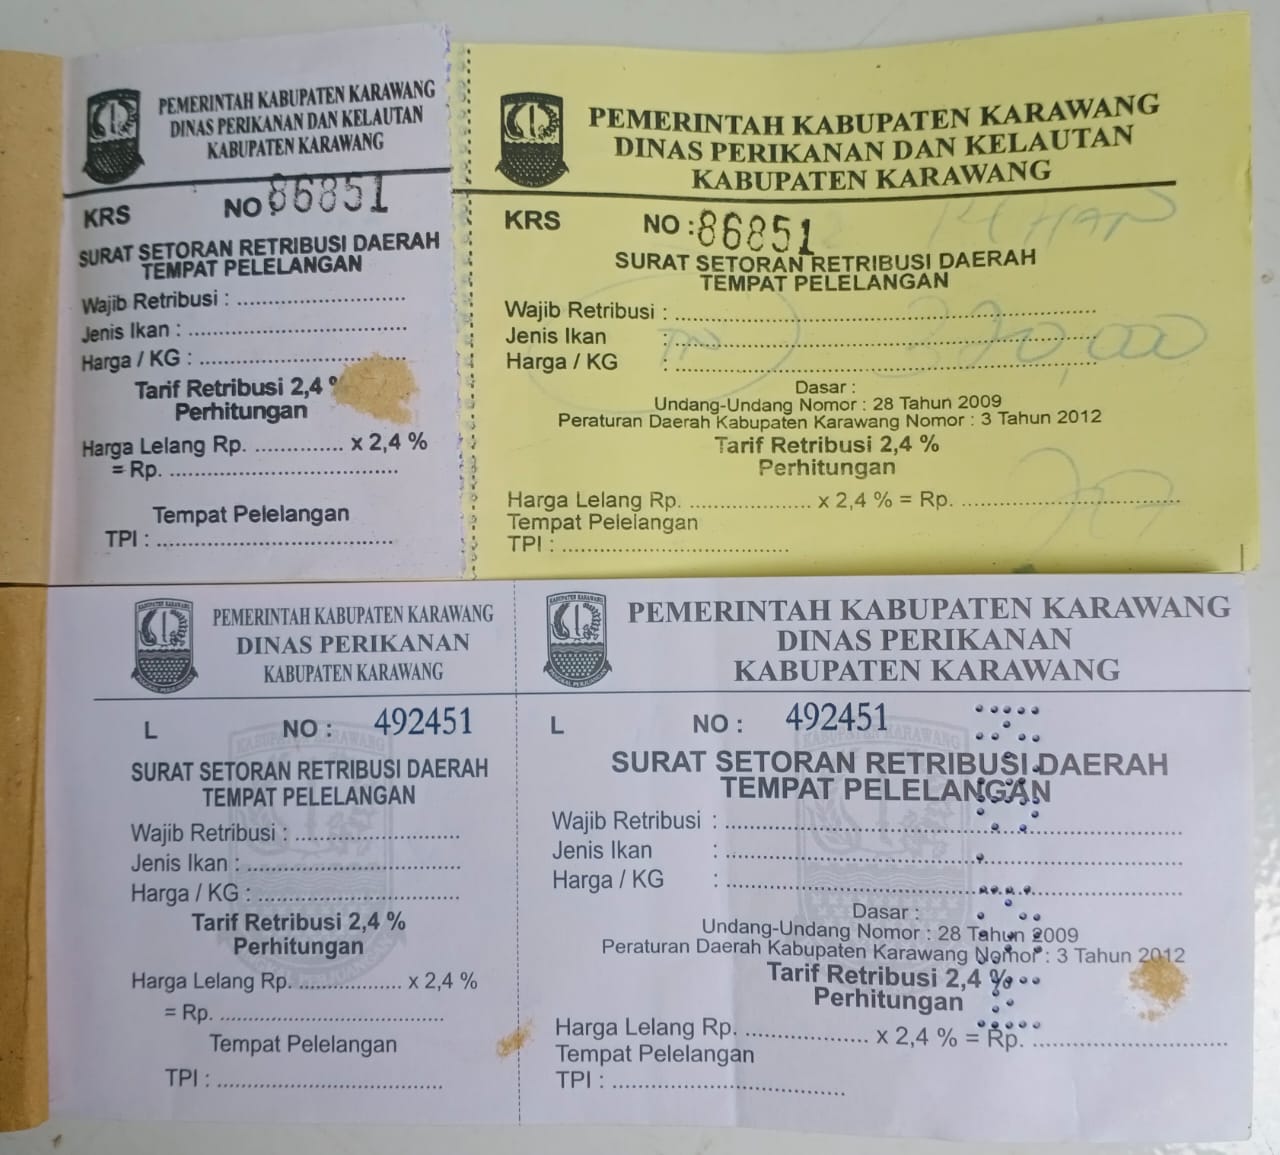 PEMERINTAH KABUPATEN KARAWANG
DINAS PERIKANAN DAN KELAUTAN
KABUPATEN KARAWANG
KRS NO : 86851
SURAT SETORAN RETRIBUSI DAERAH
TEMPAT PELELANGAN
Wajib Retribusi : ..............................
Jenis Ikan : ..............................
Harga / KG : ..............................
Tarif Retribusi 2,4 %
Perhitungan
Harga Lelang Rp. .............. x 2,4 %
= Rp. ..............................
Tempat Pelelangan
TPI : ..............................
PEMERINTAH KABUPATEN KARAWANG
DINAS PERIKANAN DAN KELAUTAN
KABUPATEN KARAWANG
KRS NO : 86851
SURAT SETORAN RETRIBUSI DAERAH
TEMPAT PELELANGAN
Wajib Retribusi : ..............................
Jenis Ikan : ..............................
Harga / KG : ..............................
Dasar :
Undang-Undang Nomor : 28 Tahun 2009
Peraturan Daerah Kabupaten Karawang Nomor : 3 Tahun 2012
Tarif Retribusi 2,4 %
Perhitungan
Harga Lelang Rp. .................... x 2,4 % = Rp. ..............................
Tempat Pelelangan
TPI : ..............................
PEMERINTAH KABUPATEN KARAWANG
DINAS PERIKANAN
KABUPATEN KARAWANG
L NO : 492451
SURAT SETORAN RETRIBUSI DAERAH
TEMPAT PELELANGAN
Wajib Retribusi : ..............................
Jenis Ikan : ..............................
Harga / KG : ..............................
Tarif Retribusi 2,4 %
Perhitungan
Harga Lelang Rp. .................. x 2,4 %
= Rp. ..............................
Tempat Pelelangan
TPI : ..............................
PEMERINTAH KABUPATEN KARAWANG
DINAS PERIKANAN
KABUPATEN KARAWANG
L NO : 492451
SURAT SETORAN RETRIBUSI DAERAH
TEMPAT PELELANGAN
Wajib Retribusi : ..............................
Jenis Ikan : ..............................
Harga / KG : ..............................
Dasar :
Undang-Undang Nomor : 28 Tahun 2009
Peraturan Daerah Kabupaten Karawang Nomor : 3 Tahun 2012
Tarif Retribusi 2,4 %
Perhitungan
Harga Lelang Rp. .................... x 2,4 % = Rp. ..............................
Tempat Pelelangan
TPI : ..............................